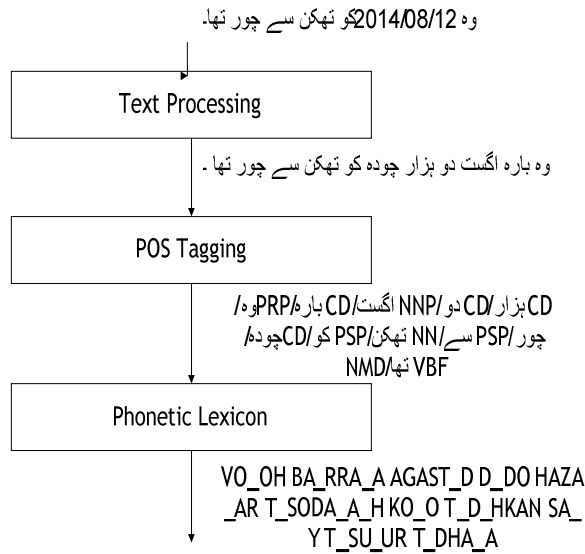 وہ 2014/08/12کو تھکن سے چور تھا۔
Text Processing
وہ بارہ اگست دو ہزار چودہ کو تھکن سے چور تھا ۔
POS Tagging
وہ/PRP بارہ/CD اگست/NNP دو/CD ہزار/CD
چودہ/CD کو/PSP تھکن/NN سے/PSP چور/
NMD تھا/VBF
Phonetic Lexicon
VO_OH BA_RRA_A AGAST_D D_DO HAZA
_AR T_SODA_A_H KO_O T_D_HKAN SA_
Y T_SU_UR T_DHA_A